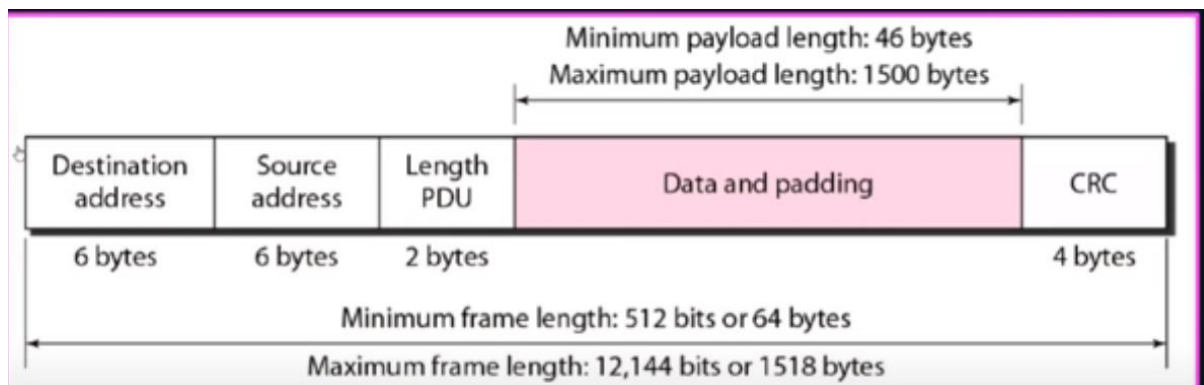 Minimum payload length: 46 bytes
Maximum payload length: 1500 bytes
Destination
address
Source
address
Length
PDU
Data and padding
CRC
6 bytes
6 bytes
2 bytes
4 bytes
Minimum frame length: 512 bits or 64 bytes
Maximum frame length: 12,144 bits or 1518 bytes